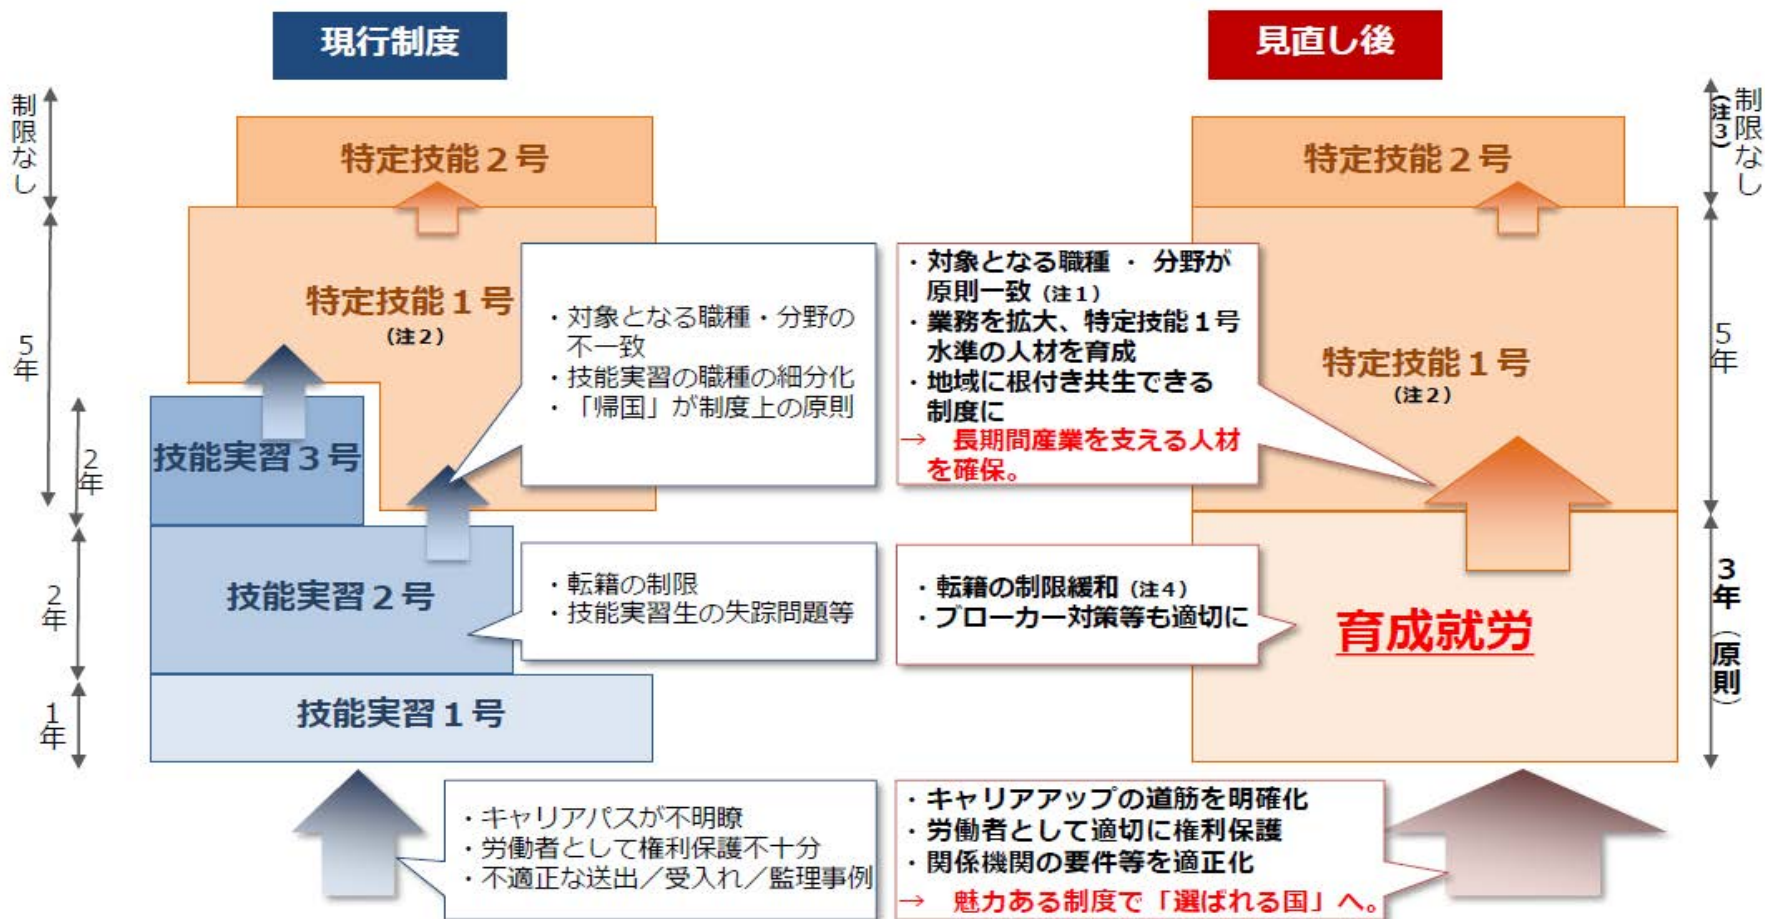 現行制度
見直し後
制限なし
5年
2年
2年
1年
特定技能2号
特定技能1号
(注2)
技能実習3号
技能実習2号
技能実習1号
・対象となる職種・分野の
不一致
・技能実習の職種の細分化
・「帰国」が制度上の原則
・転籍の制限
・技能実習生の失踪問題等
・キャリアパスが不明瞭
・労働者として権利保護不十分
・不適正な送出／受入れ／監理事例
・対象となる職種 ・ 分野が
原則一致 (注1)
・業務を拡大、特定技能1号
水準の人材を育成
・地域に根付き共生できる
制度に
→ 長期間産業を支える人材
を確保。
・転籍の制限緩和 (注4)
・ブローカー対策等も適切に
・キャリアアップの道筋を明確化
・労働者として適切に権利保護
・関係機関の要件等を適正化
→ 魅力ある制度で「選ばれる国」へ。
特定技能2号
特定技能1号
(注2)
育成就労
制限なし
(注3)
5年
3年(原則)